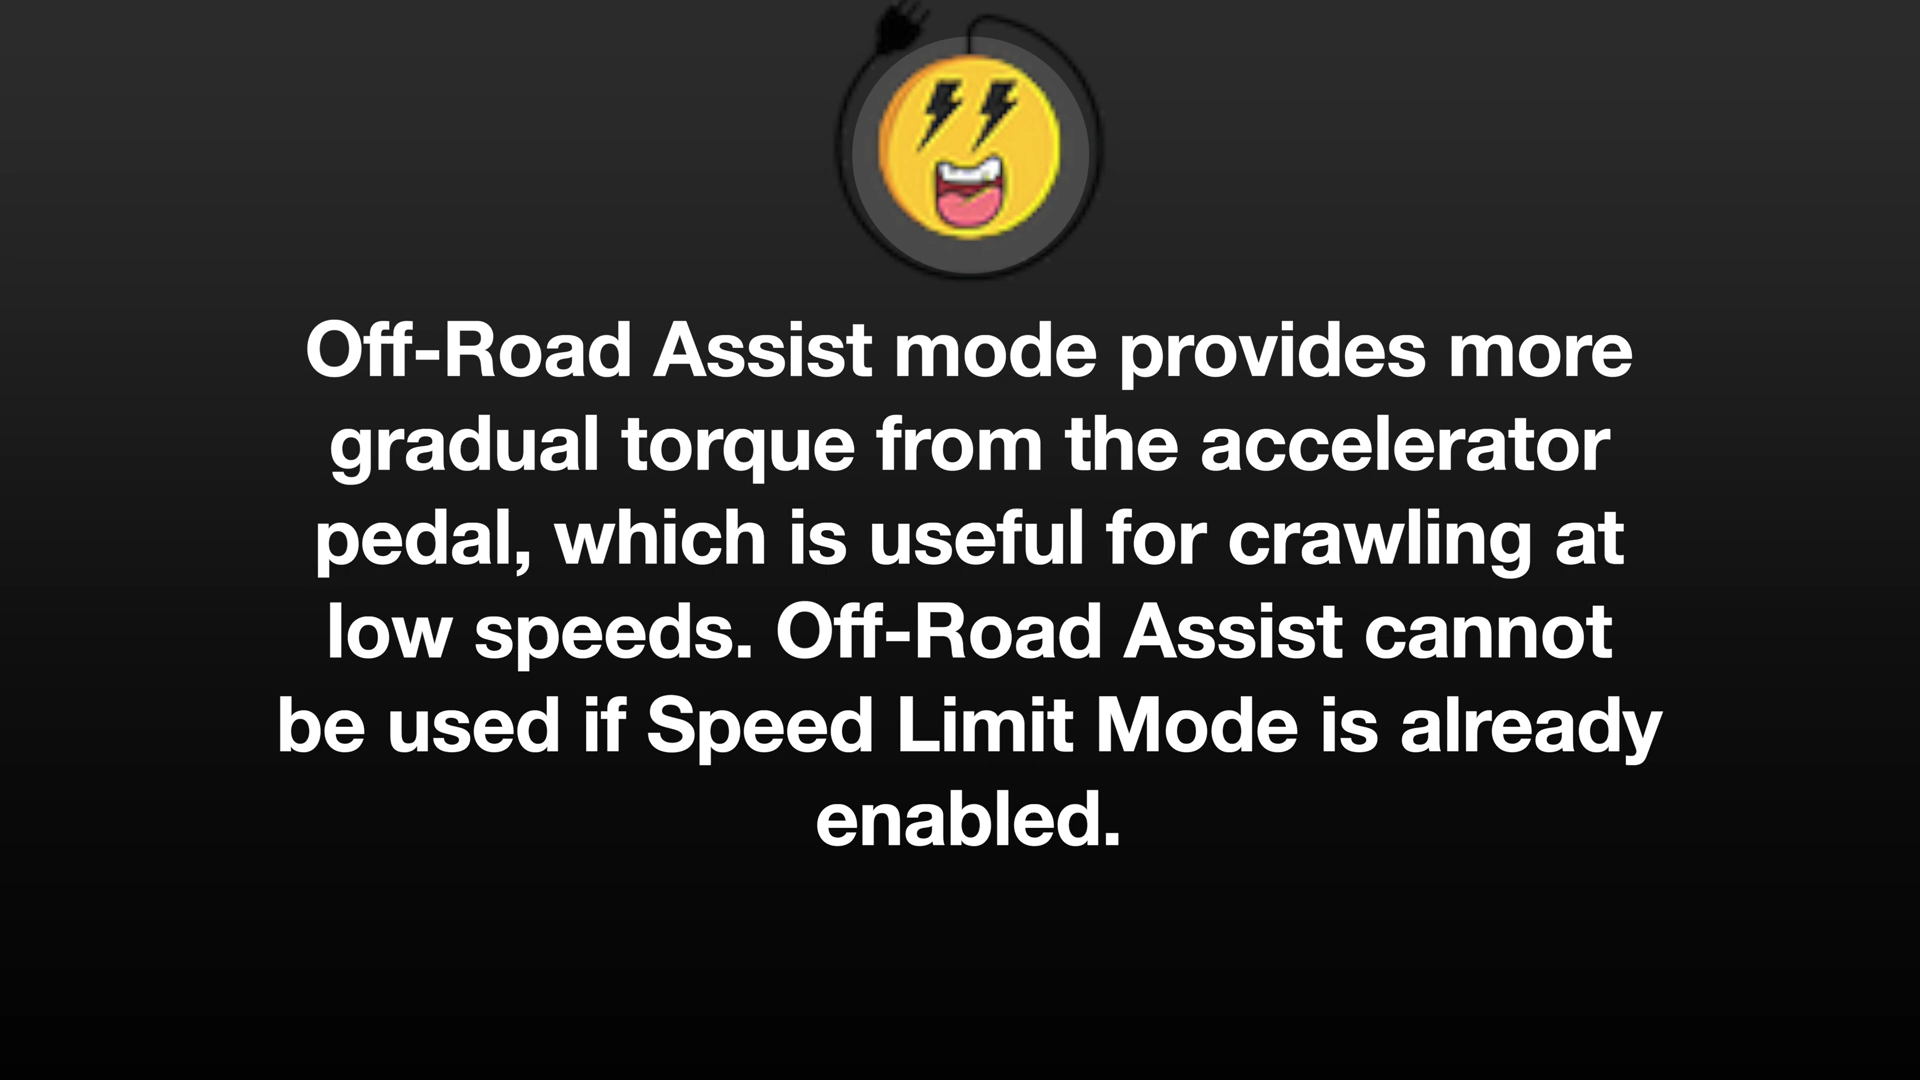 Off-Road Assist mode provides more
gradual torque from the accelerator
pedal, which is useful for crawling at
low speeds. Off-Road Assist cannot
be used if Speed Limit Mode is already
enabled.